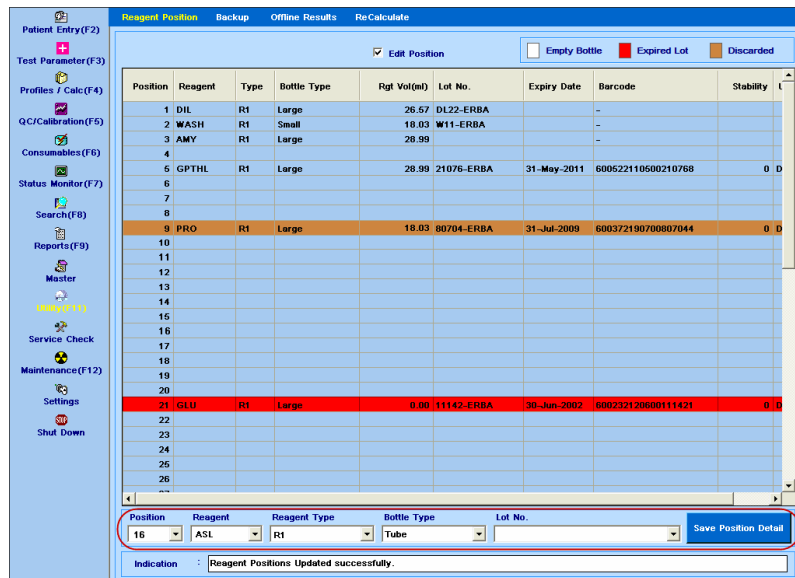 Reagent Position Backup Offline Results ReCalculate
Patient Entry(F2)
Test Parameter(F3)
Profiles / Calc(F4)
QC/Calibration(F5)
Consumables(F6)
Status Monitor(F7)
Search(F8)
Reports(F9)
Master
Utility(F11)
Service Check
Maintenance(F12)
Settings
STOP
Shut Down
Edit Position Empty Bottle Expired Lot Discarded
Position Reagent Type Bottle Type Rgt Vol(ml) Lot No. Expiry Date Barcode Stability
1 DIL R1 Large 26.57 DL22-ERBA –
2 WASH R1 Small 18.03 W11-ERBA –
3 AMY R1 Large 28.99 –
4
5 GPTHL R1 Large 28.99 21076-ERBA 31-May-2011 600522110500210768 0 D
6
7
8
9 PRO R1 Large 18.03 80704-ERBA 31-Jul-2009 600372190700807044 0 D
10
11
12
13
14
15
16
17
18
19
20
21 GLU R1 Large 0.00 11142-ERBA 30-Jun-2002 600232120600111421 0 D
22
23
24
25
26
Position Reagent Reagent Type Bottle Type Lot No.
16 ASL R1 Tube Save Position Detail
Indication : Reagent Positions Updated successfully.